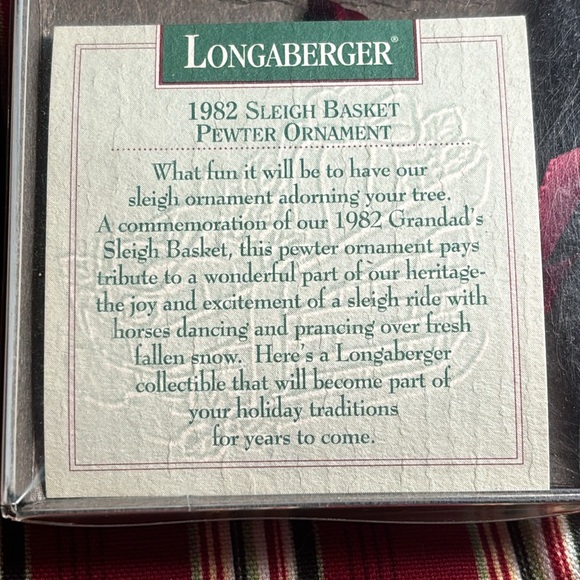 LONGABERGER®
1982 SLEIGH BASKET
PEWTER ORNAMENT
What fun it will be to have our
sleigh ornament adorning your tree.
A commemoration of our 1982 Grandad's
Sleigh Basket, this pewter ornament pays
tribute to a wonderful part of our heritage-
the joy and excitement of a sleigh ride with
horses dancing and prancing over fresh
fallen snow. Here's a Longaberger
collectible that will become part of
your holiday traditions
for years to come.